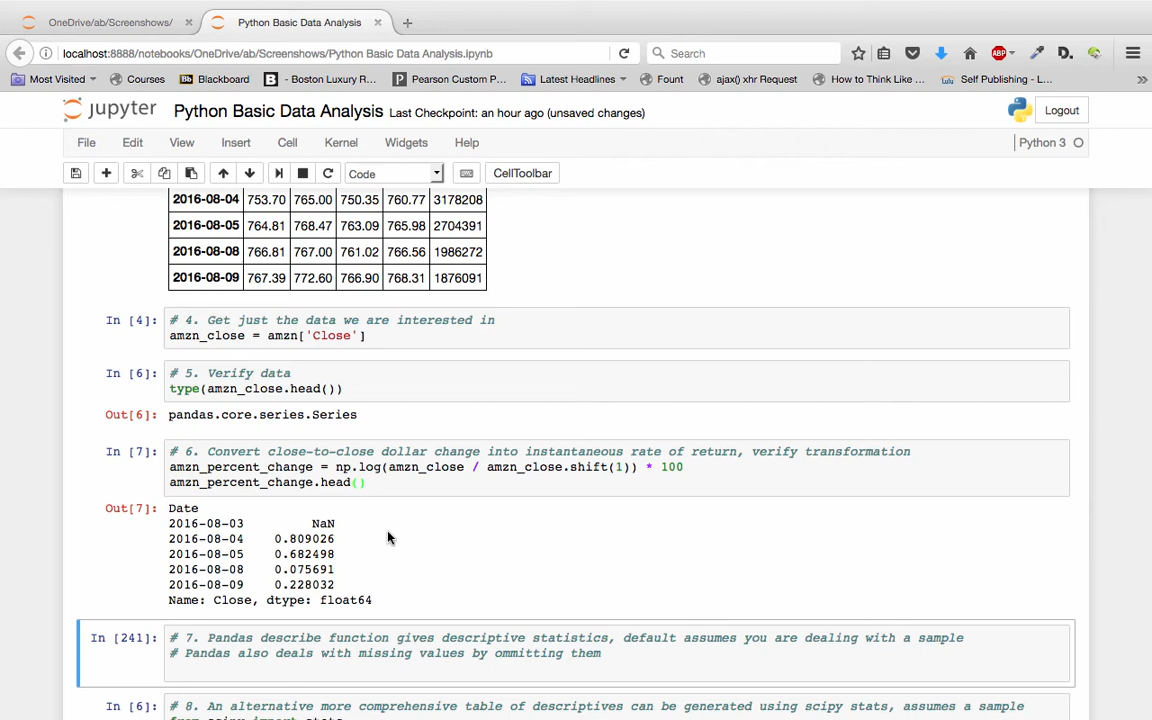 OneDrive/ab/Screenshows/
Python Basic Data Analysis
localhost:8888/notebooks/OneDrive/ab/Screenshows/Python Basic Data Analysis.ipynb
Search
ABP
D.
Most Visited
Courses
Bb Blackboard
B - Boston Luxury R...
P Pearson Custom P...
Latest Headlines
Fount
ajax() xhr Request
How to Think Like ...
Lulu Self Publishing - L...
jupyter Python Basic Data Analysis Last Checkpoint: an hour ago (unsaved changes)
Logout
File Edit View Insert Cell Kernel Widgets Help
Python 3
Code
CellToolbar
2016-08-04 753.70 765.00 750.35 760.77 3178208
2016-08-05 764.81 768.47 763.09 765.98 2704391
2016-08-08 766.81 767.00 761.02 766.56 1986272
2016-08-09 767.39 772.60 766.90 768.31 1876091
In [4]: # 4. Get just the data we are interested in
amzn_close = amzn['Close']
In [6]: # 5. Verify data
type(amzn_close.head())
Out[6]: pandas.core.series.Series
In [7]: # 6. Convert close-to-close dollar change into instantaneous rate of return, verify transformation
amzn_percent_change = np.log(amzn_close / amzn_close.shift(1)) * 100
amzn_percent_change.head()
Out[7]: Date
2016-08-03 NaN
2016-08-04 0.809026
2016-08-05 0.682498
2016-08-08 0.075691
2016-08-09 0.228032
Name: Close, dtype: float64
In [241]: # 7. Pandas describe function gives descriptive statistics, default assumes you are dealing with a sample
# Pandas also deals with missing values by ommitting them
In [6]: # 8. An alternative more comprehensive table of descriptives can be generated using scipy stats, assumes a sample
from scipy import stats